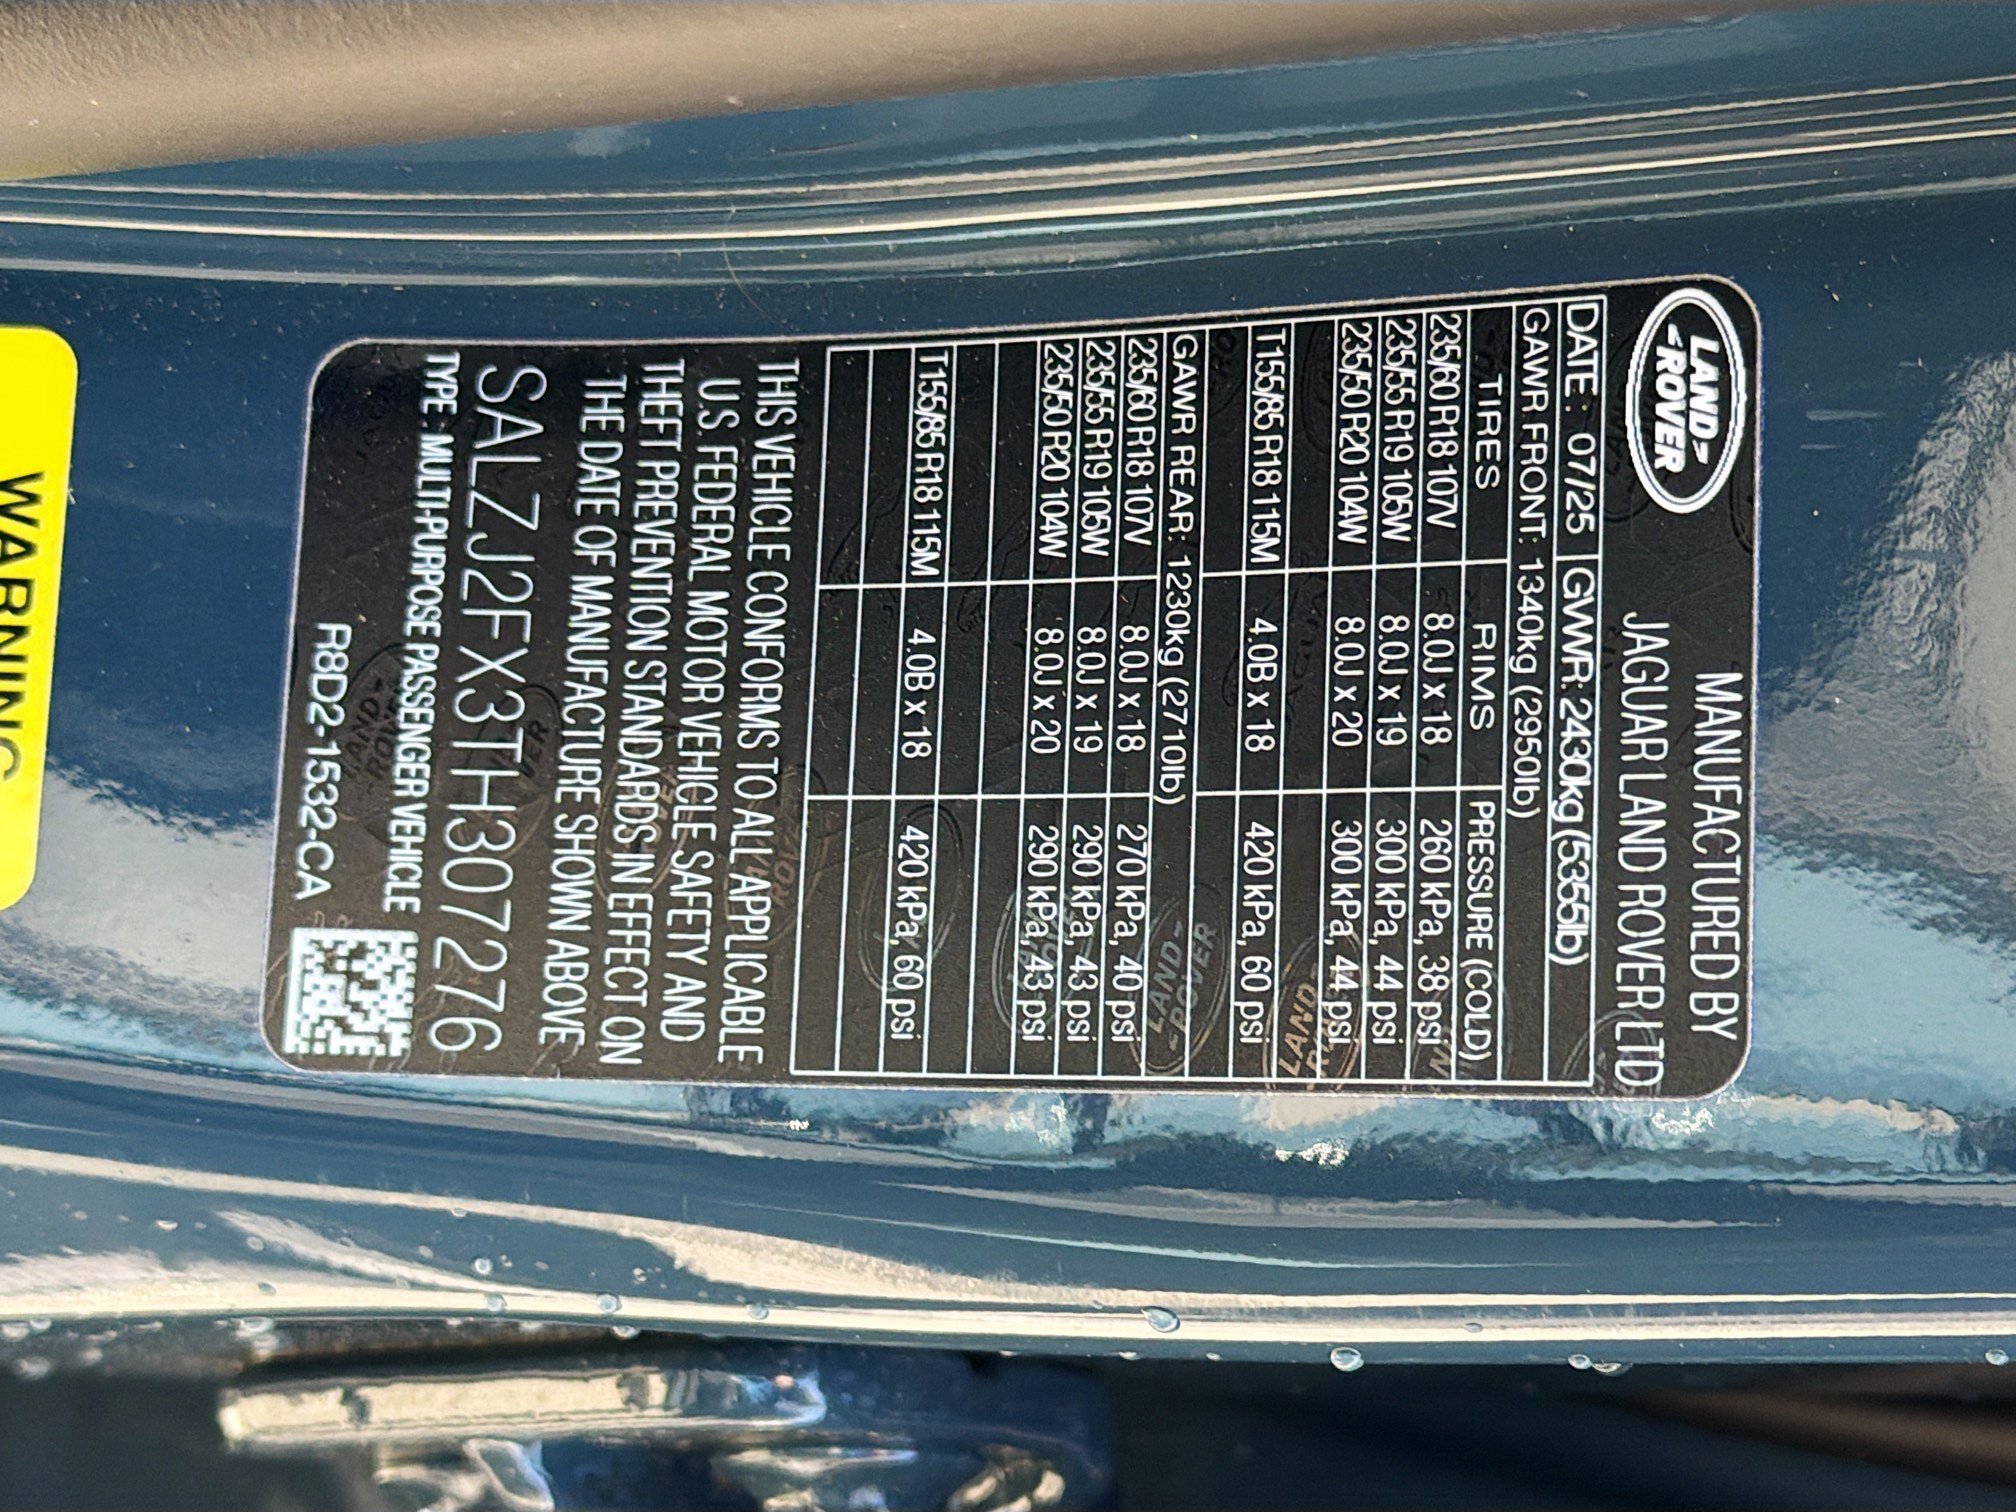 LAND-
-ROVER
MANUFACTURED BY
JAGUAR LAND ROVER LTD
DATE : 07/25 GVWR: 2430kg (5355lb)
GAWR FRONT: 1340kg (2950lb)
TIRES RIMS PRESSURE (COLD)
235/60 R18 107V 8.0J x 18 260 kPa, 38 psi
235/55 R19 105W 8.0J x 19 300 kPa, 44 psi
235/50 R20 104W 8.0J x 20 300 kPa, 44 psi
T155/85 R18 115M 4.0B x 18 420 kPa, 60 psi
GAWR REAR: 1230kg (2710lb)
235/60 R18 107V 8.0J x 18 270 kPa, 40 psi
235/55 R19 105W 8.0J x 19 290 kPa, 43 psi
235/50 R20 104W 8.0J x 20 290 kPa, 43 psi
T155/85 R18 115M 4.0B x 18 420 kPa, 60 psi
THIS VEHICLE CONFORMS TO ALL APPLICABLE
U.S. FEDERAL MOTOR VEHICLE SAFETY AND
THEFT PREVENTION STANDARDS IN EFFECT ON
THE DATE OF MANUFACTURE SHOWN ABOVE
SALZJ2FX3TH307276
TYPE : MULTI-PURPOSE PASSENGER VEHICLE
R8D2-1532-CA
WARNING